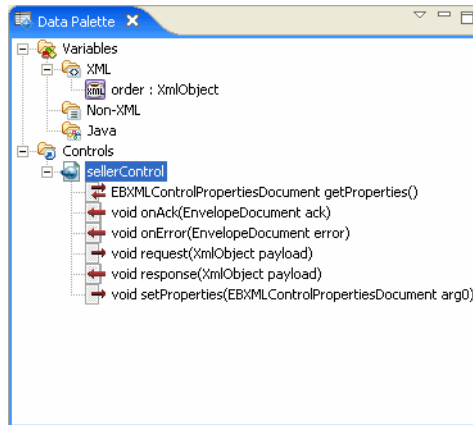 Data Palette
Variables
XML
order : XmlObject
Non-XML
Java
Controls
sellerControl
EBXMLControlPropertiesDocument getProperties()
void onAck(EnvelopeDocument ack)
void onError(EnvelopeDocument error)
void request(XmlObject payload)
void response(XmlObject payload)
void setProperties(EBXMLControlPropertiesDocument arg0)